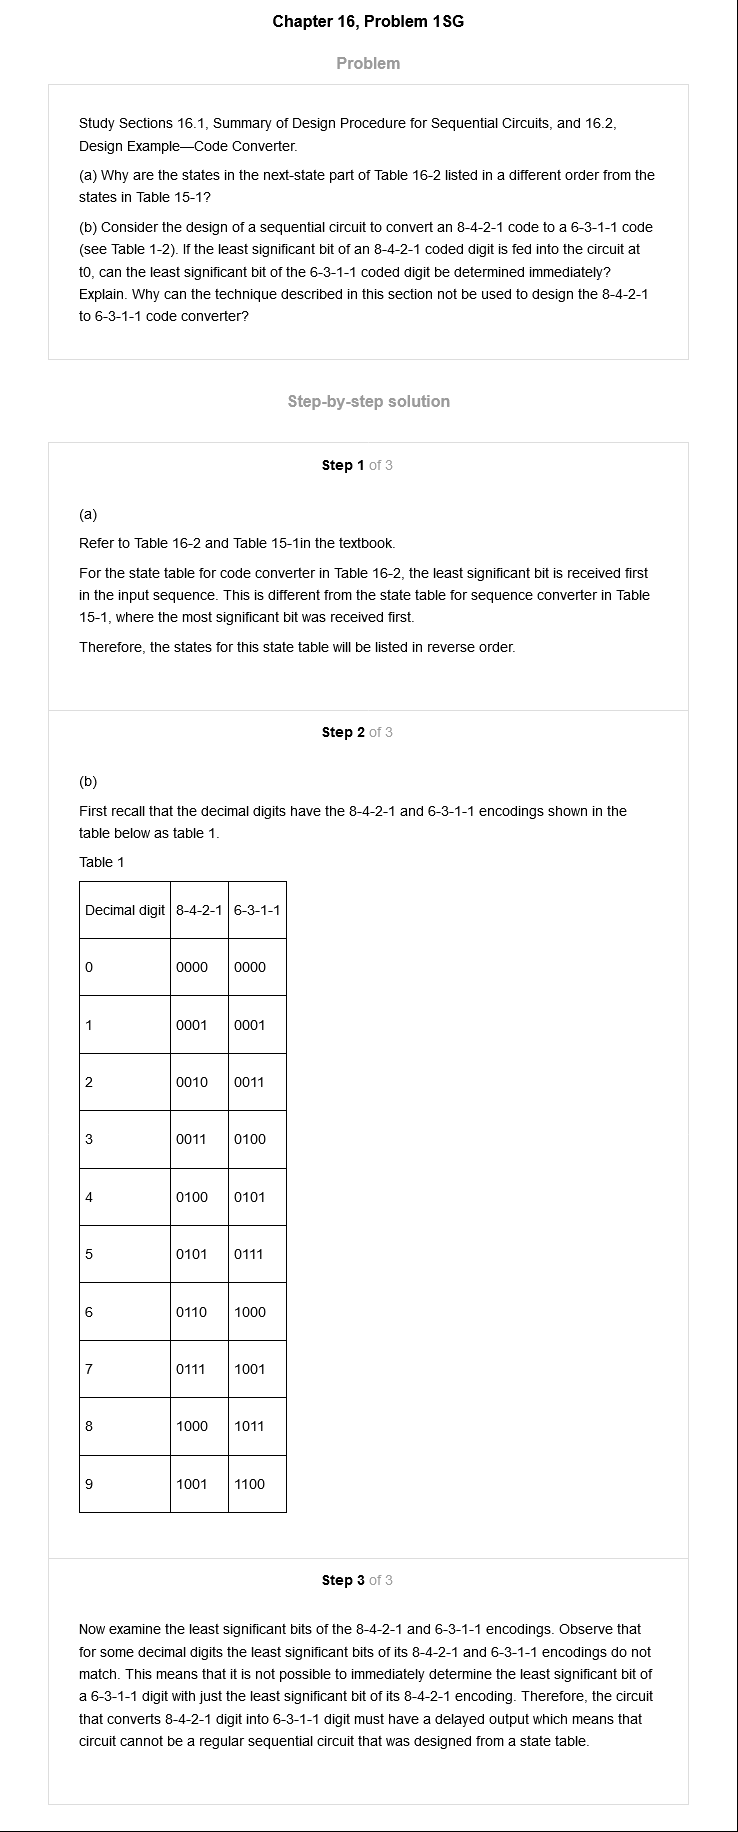 Chapter 16, Problem 1SG
Problem
Study Sections 16.1, Summary of Design Procedure for Sequential Circuits, and 16.2,
Design Example—Code Converter.
(a) Why are the states in the next-state part of Table 16-2 listed in a different order from the
states in Table 15-1?
(b) Consider the design of a sequential circuit to convert an 8-4-2-1 code to a 6-3-1-1 code
(see Table 1-2). If the least significant bit of an 8-4-2-1 coded digit is fed into the circuit at
t0, can the least significant bit of the 6-3-1-1 coded digit be determined immediately?
Explain. Why can the technique described in this section not be used to design the 8-4-2-1
to 6-3-1-1 code converter?
Step-by-step solution
Step 1 of 3
(a)
Refer to Table 16-2 and Table 15-1in the textbook.
For the state table for code converter in Table 16-2, the least significant bit is received first
in the input sequence. This is different from the state table for sequence converter in Table
15-1, where the most significant bit was received first.
Therefore, the states for this state table will be listed in reverse order.
Step 2 of 3
(b)
First recall that the decimal digits have the 8-4-2-1 and 6-3-1-1 encodings shown in the
table below as table 1.
Table 1
Decimal digit 8-4-2-1 6-3-1-1
0 0000 0000
1 0001 0001
2 0010 0011
3 0011 0100
4 0100 0101
5 0101 0111
6 0110 1000
7 0111 1001
8 1000 1011
9 1001 1100
Step 3 of 3
Now examine the least significant bits of the 8-4-2-1 and 6-3-1-1 encodings. Observe that
for some decimal digits the least significant bits of its 8-4-2-1 and 6-3-1-1 encodings do not
match. This means that it is not possible to immediately determine the least significant bit of
a 6-3-1-1 digit with just the least significant bit of its 8-4-2-1 encoding. Therefore, the circuit
that converts 8-4-2-1 digit into 6-3-1-1 digit must have a delayed output which means that
circuit cannot be a regular sequential circuit that was designed from a state table.